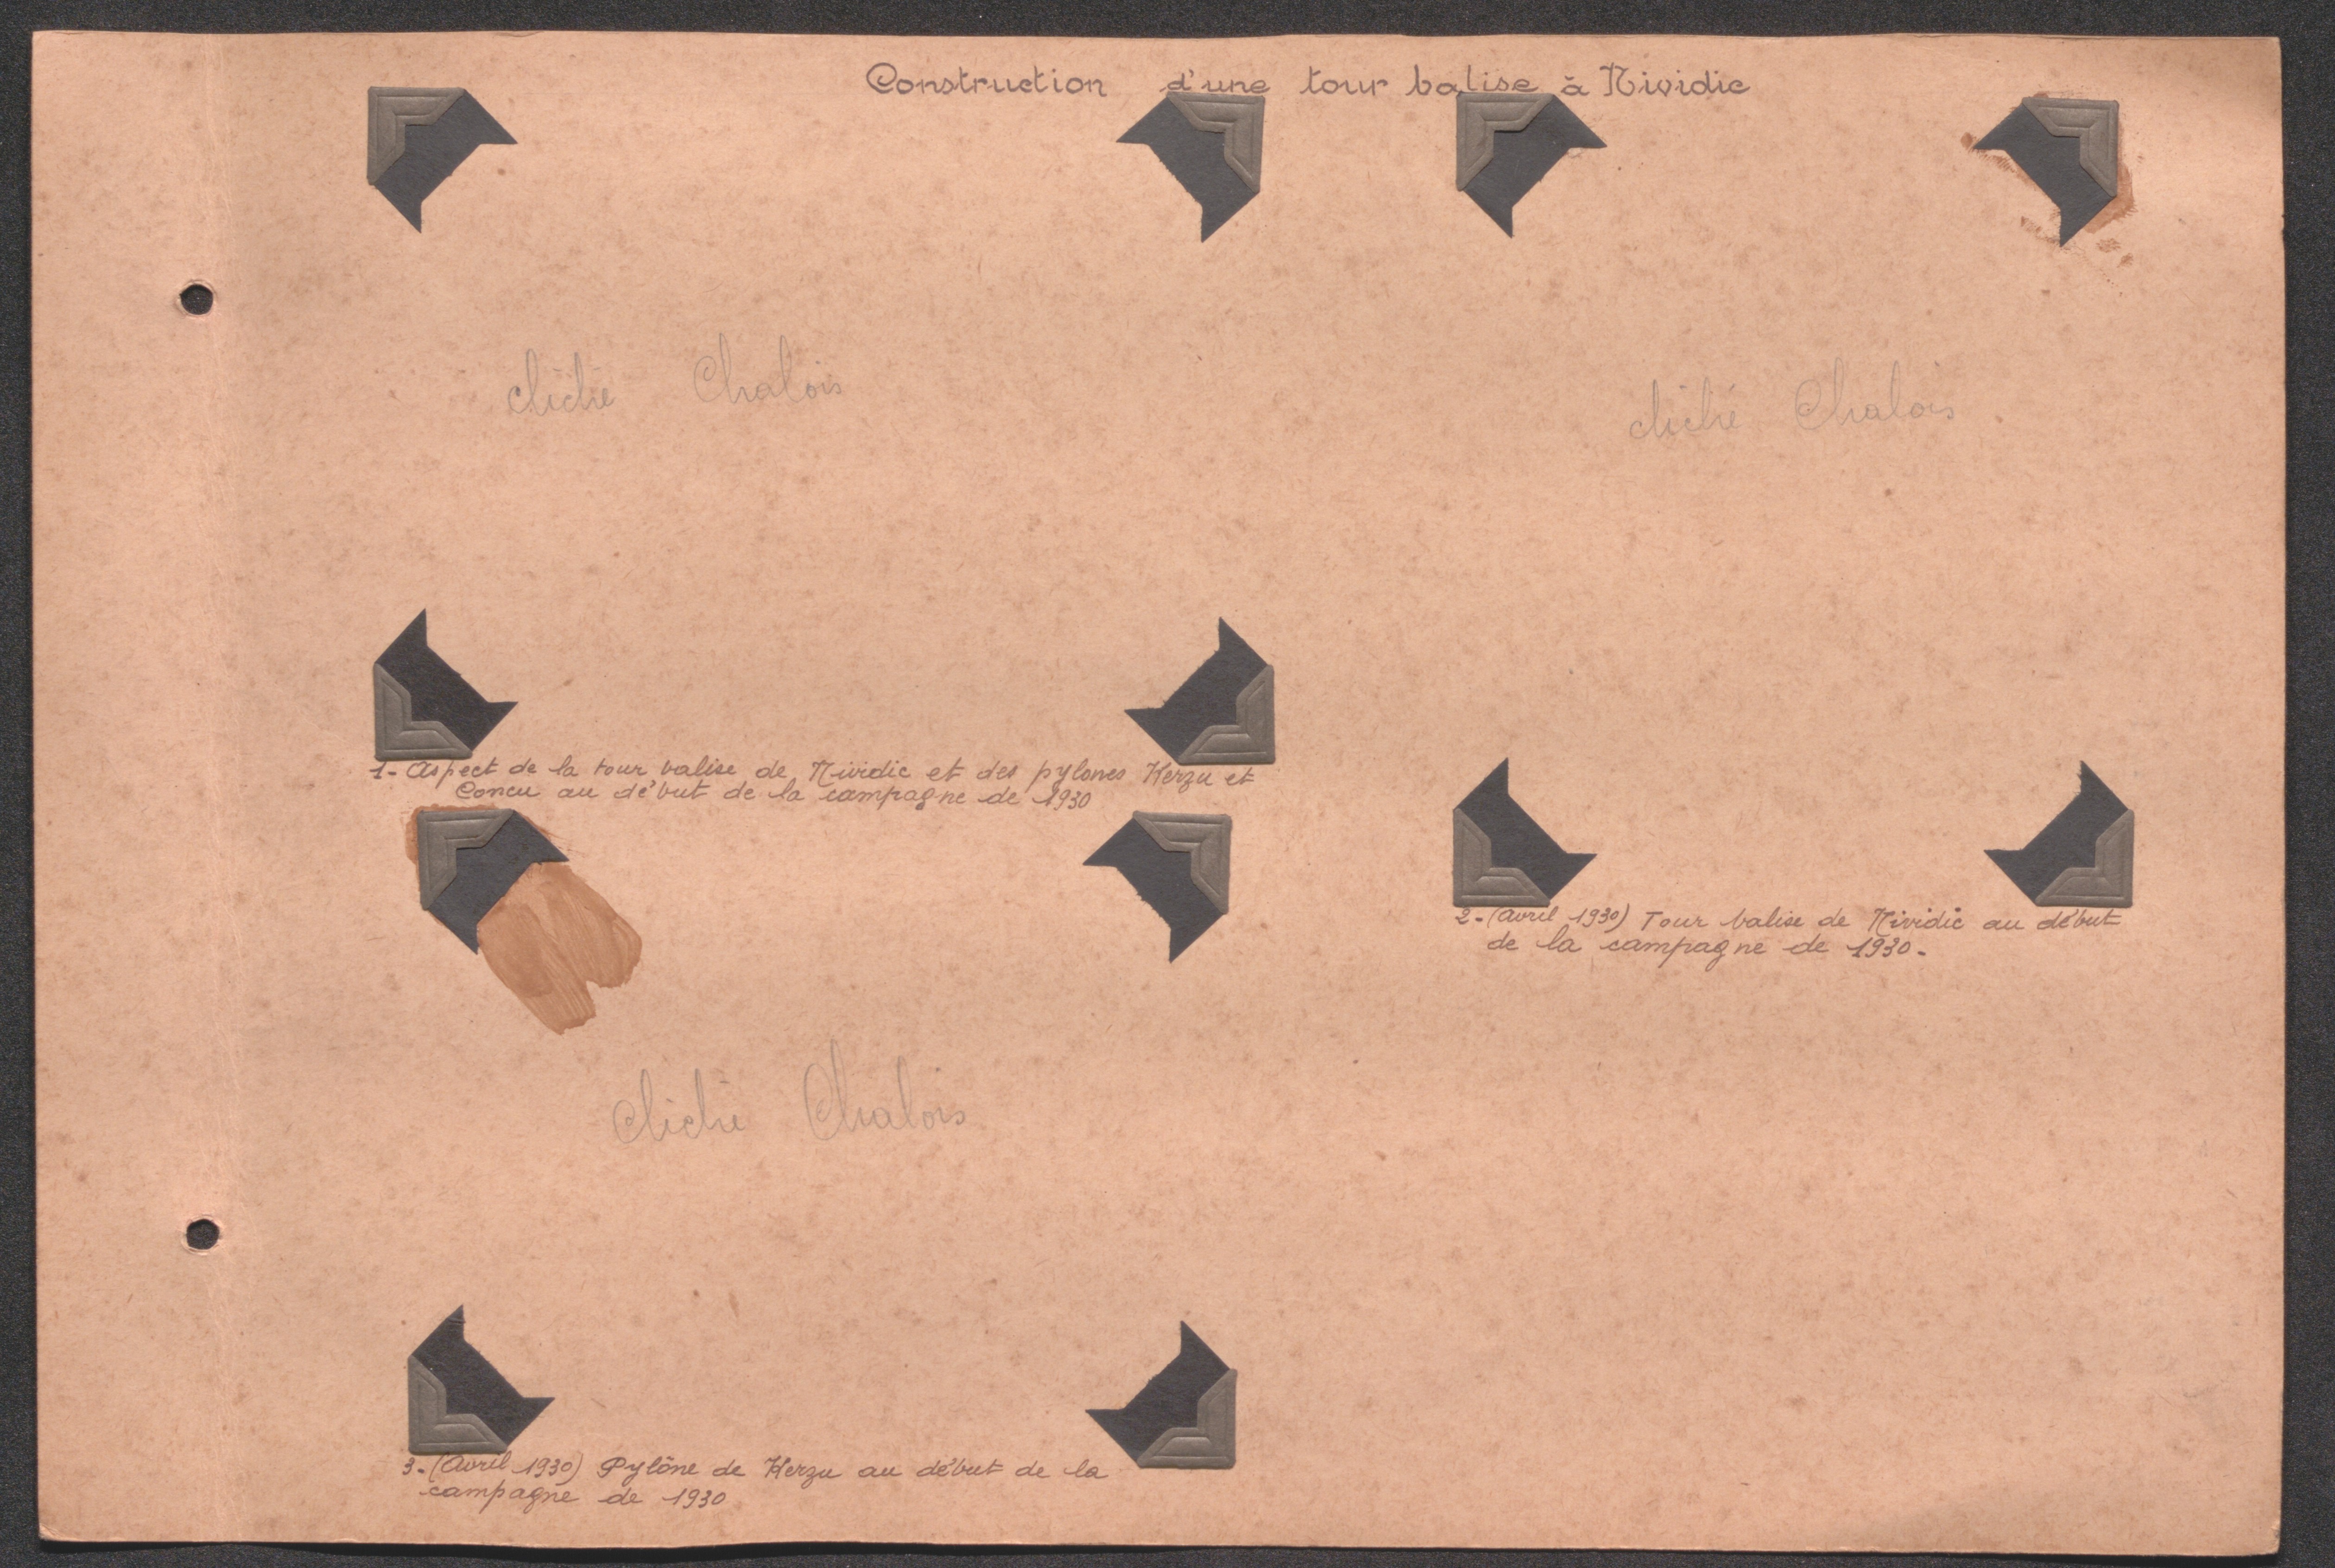 Construction d'une tour balise à Nividic
cliché Chalois
cliché Chalois
1- Aspect de la tour balise de Nividic et des pylones Kerzu et
Concu au début de la campagne de 1930
2-(Avril 1930) Tour balise de Nividic au début
de la campagne de 1930.
cliché Chalois
3-(Avril 1930) Pylône de Kerzu au début de la
campagne de 1930